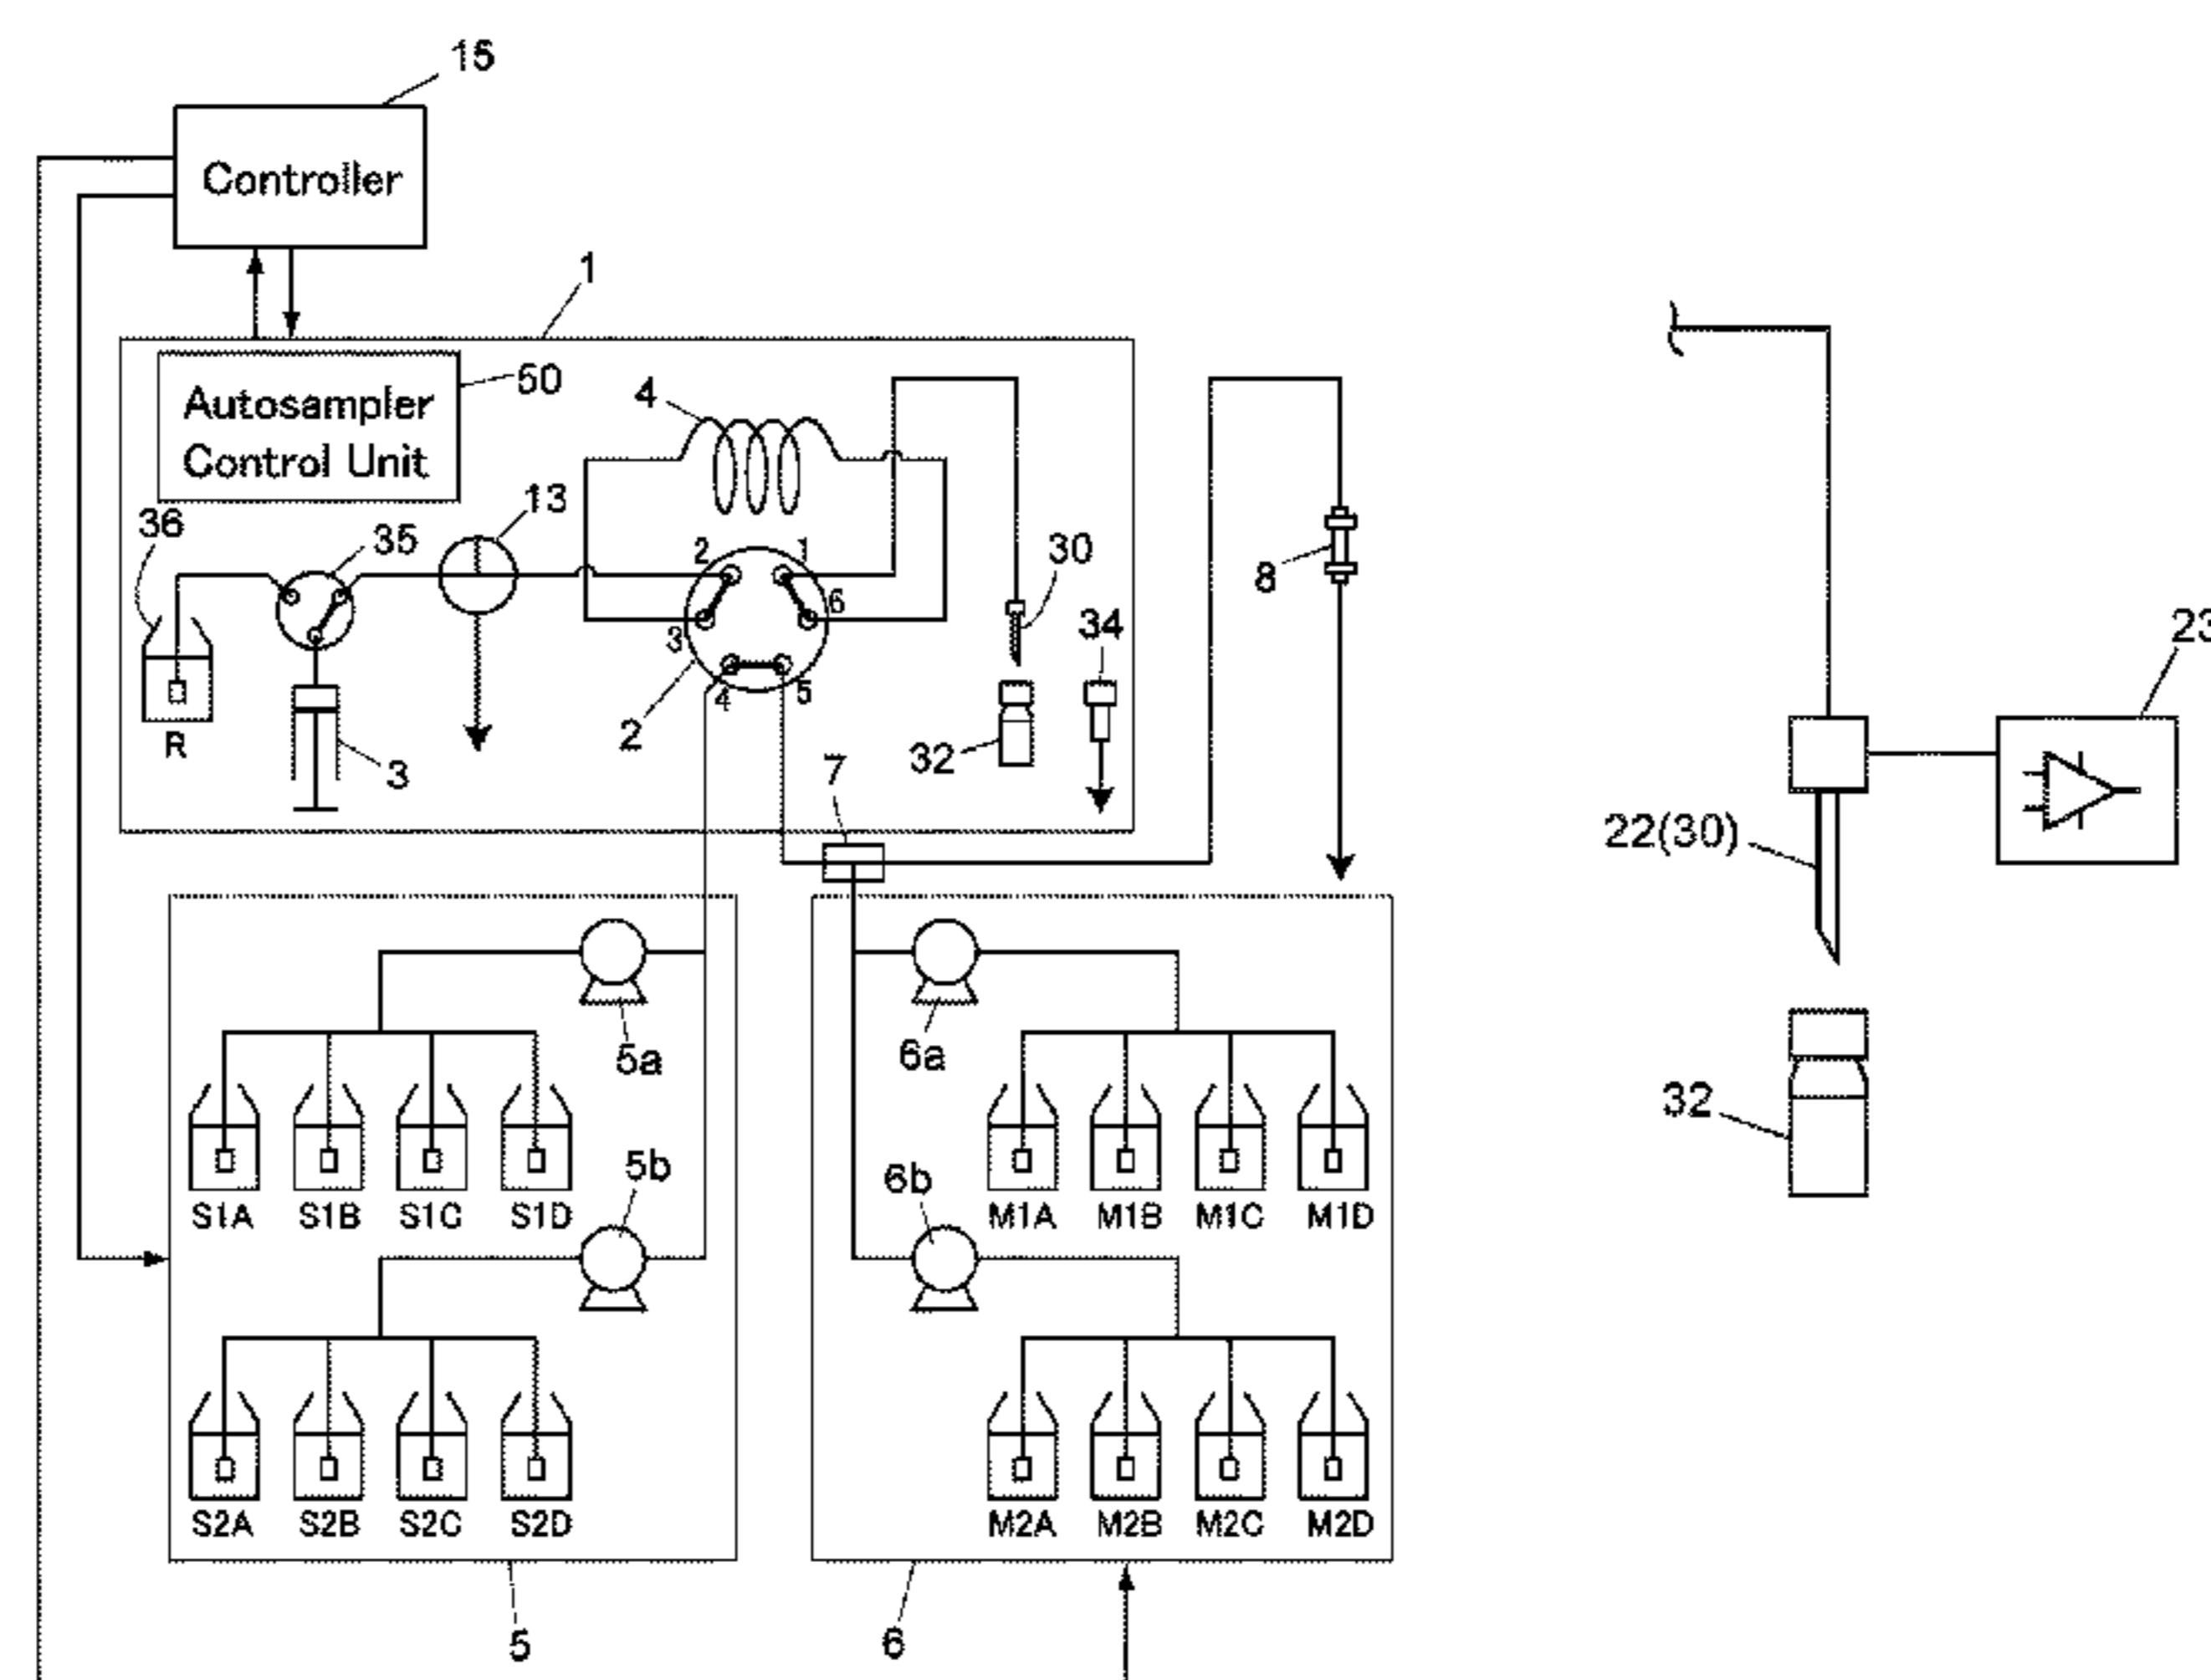 15
Controller
1
Autosampler
Control Unit
50
4
13
36
35
2
1
30
8
3
6
34
R
3
4
5
2
32
7
23
22(30)
5a
6a
32
S1A
S1B
S1C
S1D
5b
6b
M1A
M1B
M1C
M1D
S2A
S2B
S2C
S2D
M2A
M2B
M2C
M2D
5
6